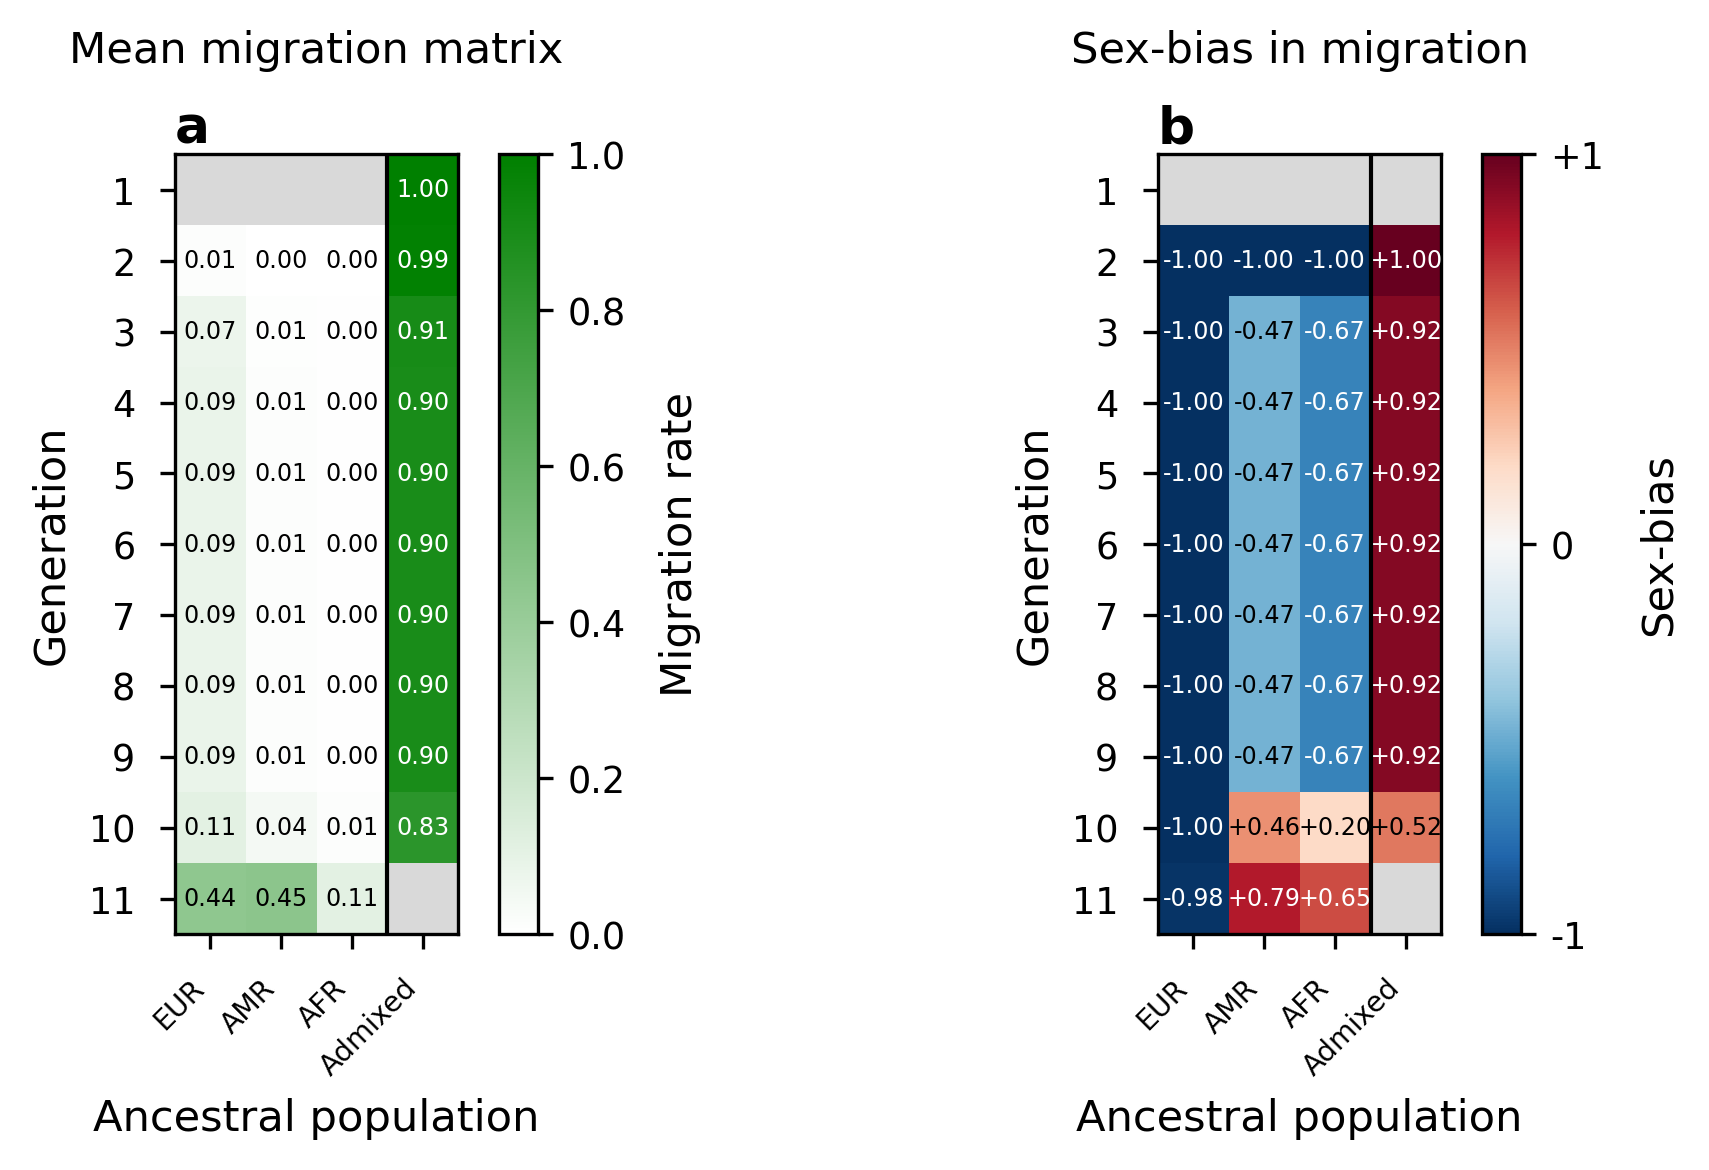 Mean migration matrix
a
1 1.00
2 0.01 0.00 0.00 0.99
3 0.07 0.01 0.00 0.91
4 0.09 0.01 0.00 0.90
5 0.09 0.01 0.00 0.90
6 0.09 0.01 0.00 0.90
7 0.09 0.01 0.00 0.90
8 0.09 0.01 0.00 0.90
9 0.09 0.01 0.00 0.90
10 0.11 0.04 0.01 0.83
11 0.44 0.45 0.11
Generation
EUR AMR AFR Admixed
Ancestral population
1.0
0.8
0.6
0.4
0.2
0.0
Migration rate
Sex-bias in migration
b
1
2 -1.00 -1.00 -1.00 +1.00
3 -1.00 -0.47 -0.67 +0.92
4 -1.00 -0.47 -0.67 +0.92
5 -1.00 -0.47 -0.67 +0.92
6 -1.00 -0.47 -0.67 +0.92
7 -1.00 -0.47 -0.67 +0.92
8 -1.00 -0.47 -0.67 +0.92
9 -1.00 -0.47 -0.67 +0.92
10 -1.00 +0.46 +0.20 +0.52
11 -0.98 +0.79 +0.65
Generation
EUR AMR AFR Admixed
Ancestral population
+1
0
-1
Sex-bias